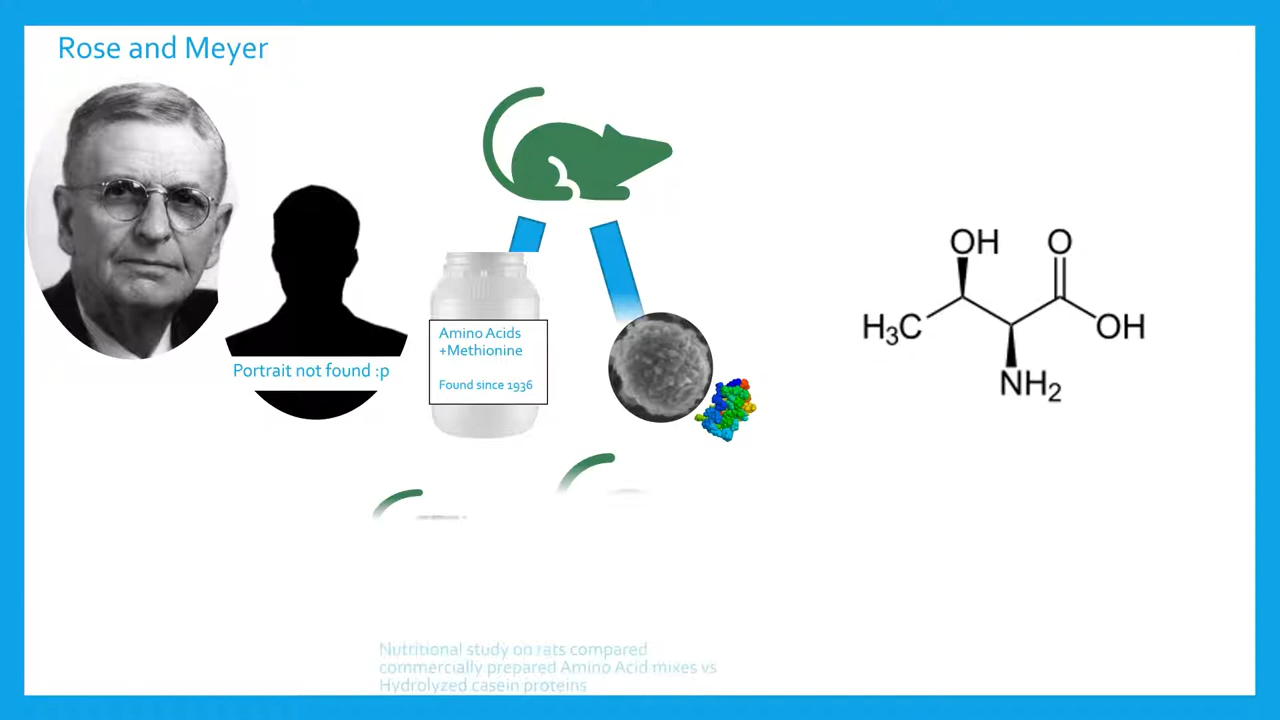 Rose and Meyer
Portrait not found :p
Amino Acids
+Methionine
Found since 1936
OH
O
H₃C
OH
NH₂
Nutritional study on rats compared
commercially prepared Amino Acid mixes vs
Hydrolyzed casein proteins